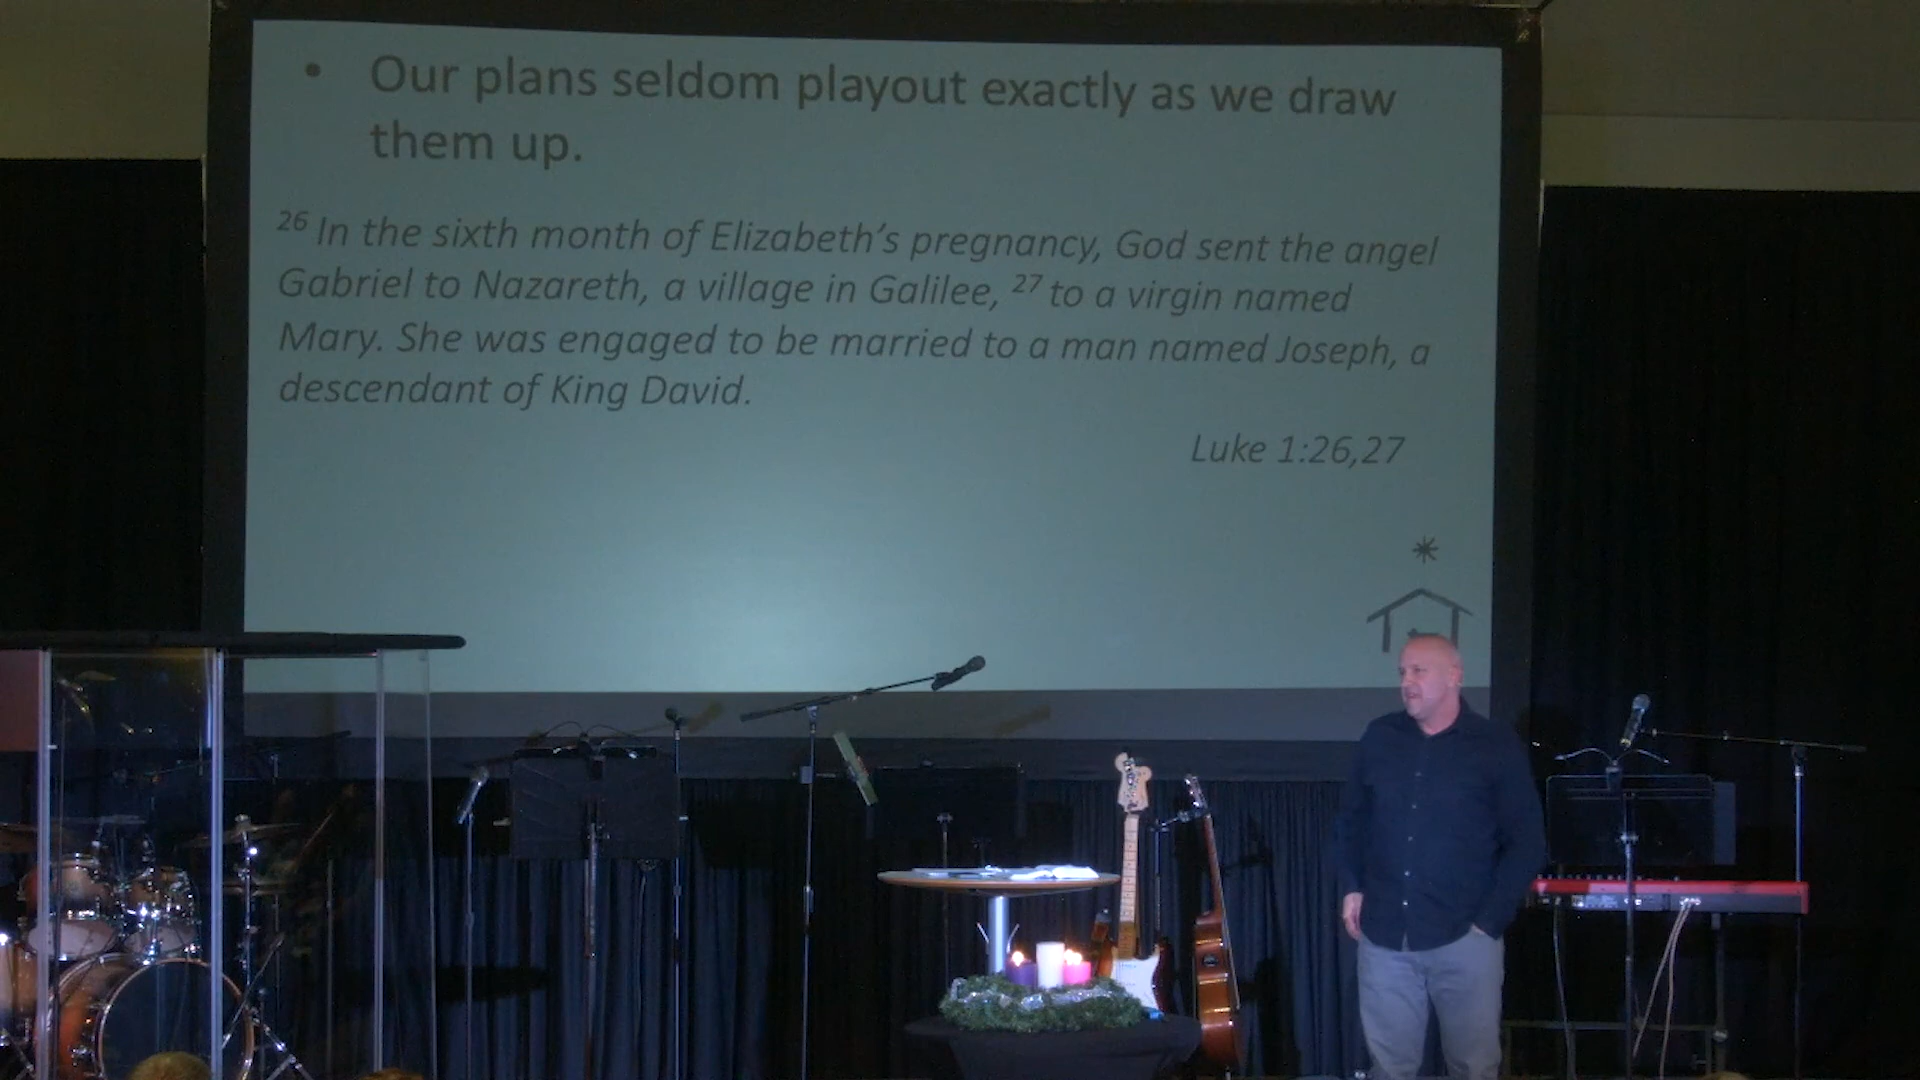 • Our plans seldom playout exactly as we draw
them up.
26 In the sixth month of Elizabeth's pregnancy, God sent the angel
Gabriel to Nazareth, a village in Galilee, 27 to a virgin named
Mary. She was engaged to be married to a man named Joseph, a
descendant of King David.
Luke 1:26,27